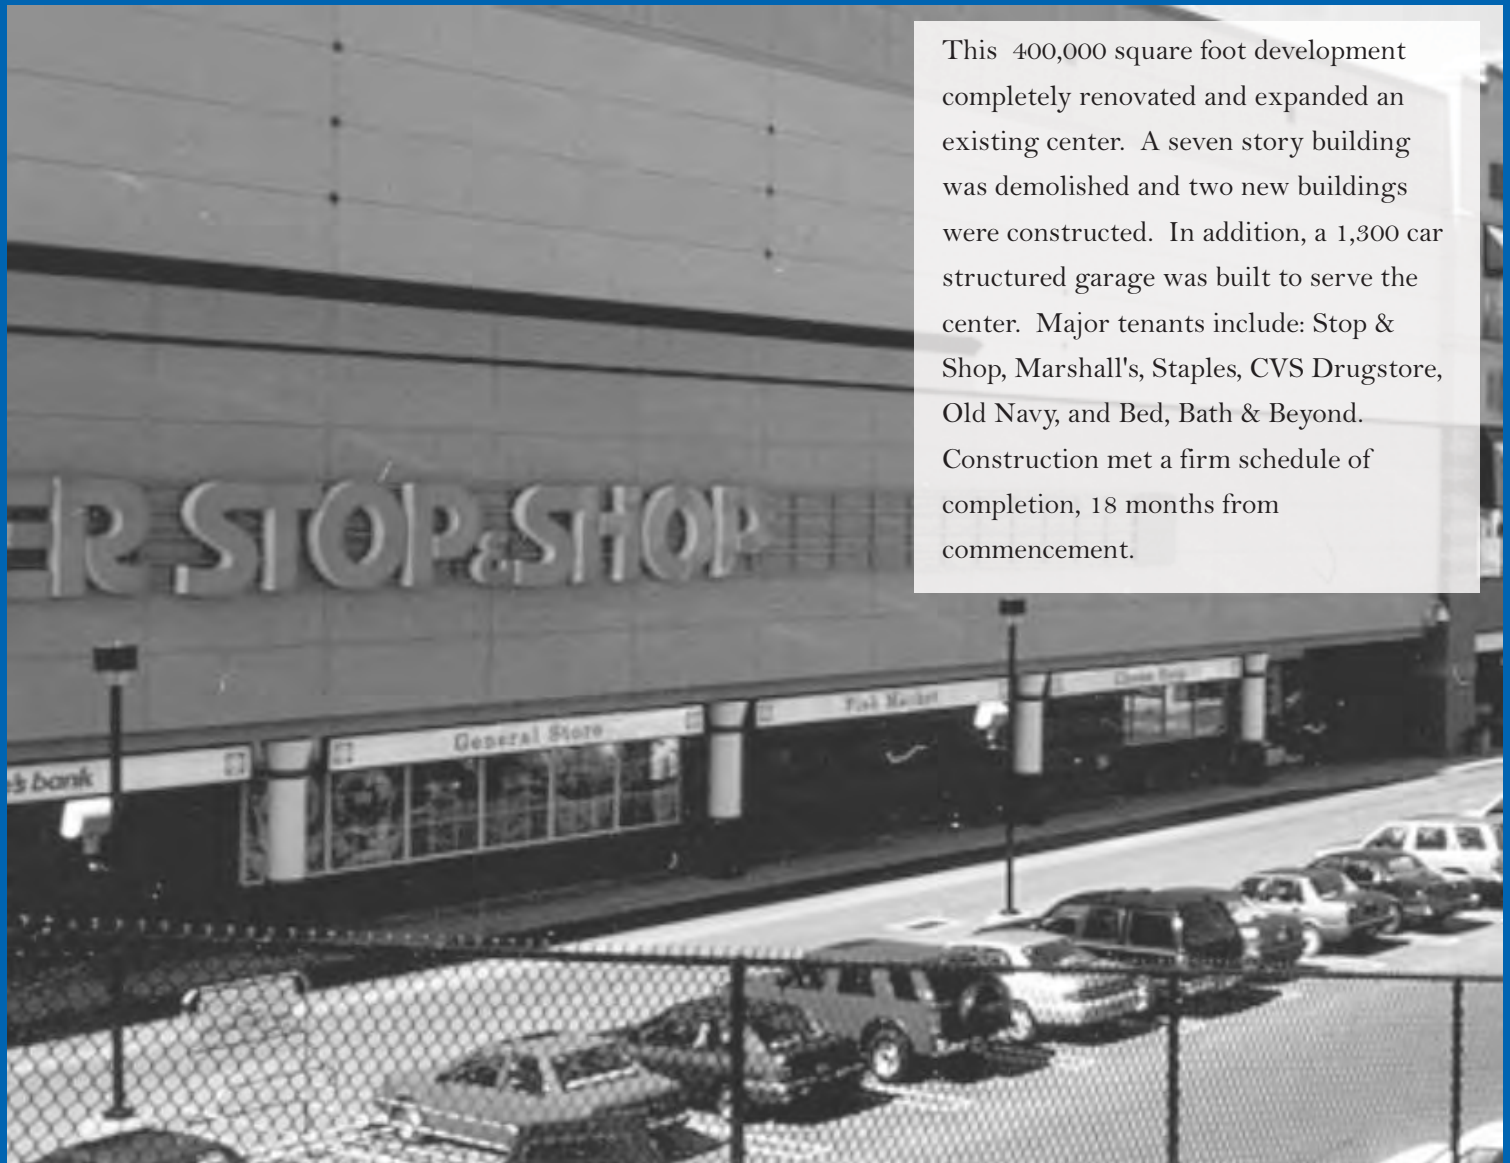 This 400,000 square foot development
completely renovated and expanded an
existing center. A seven story building
was demolished and two new buildings
were constructed. In addition, a 1,300 car
structured garage was built to serve the
center. Major tenants include: Stop &
Shop, Marshall's, Staples, CVS Drugstore,
Old Navy, and Bed, Bath & Beyond.
Construction met a firm schedule of
completion, 18 months from
commencement.
ER STOP & SHOP
General Store
Fish Market
's bank